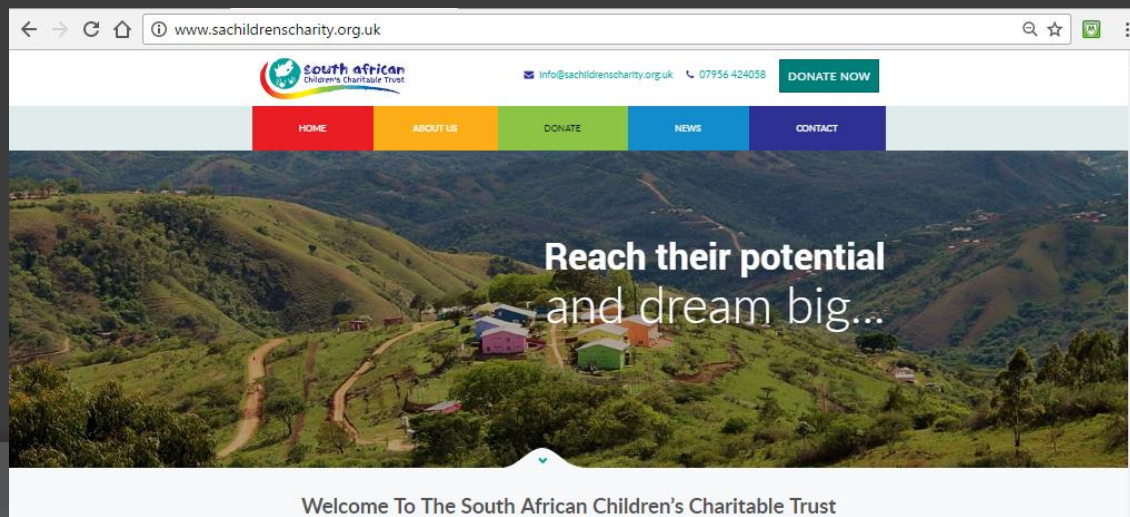 www.sachildrenscharity.org.uk
south african
Children's Charitable Trust
info@sachildrenscharity.org.uk 07956 424058 DONATE NOW
HOME ABOUT US DONATE NEWS CONTACT
Reach their potential
and dream big...
Welcome To The South African Children's Charitable Trust